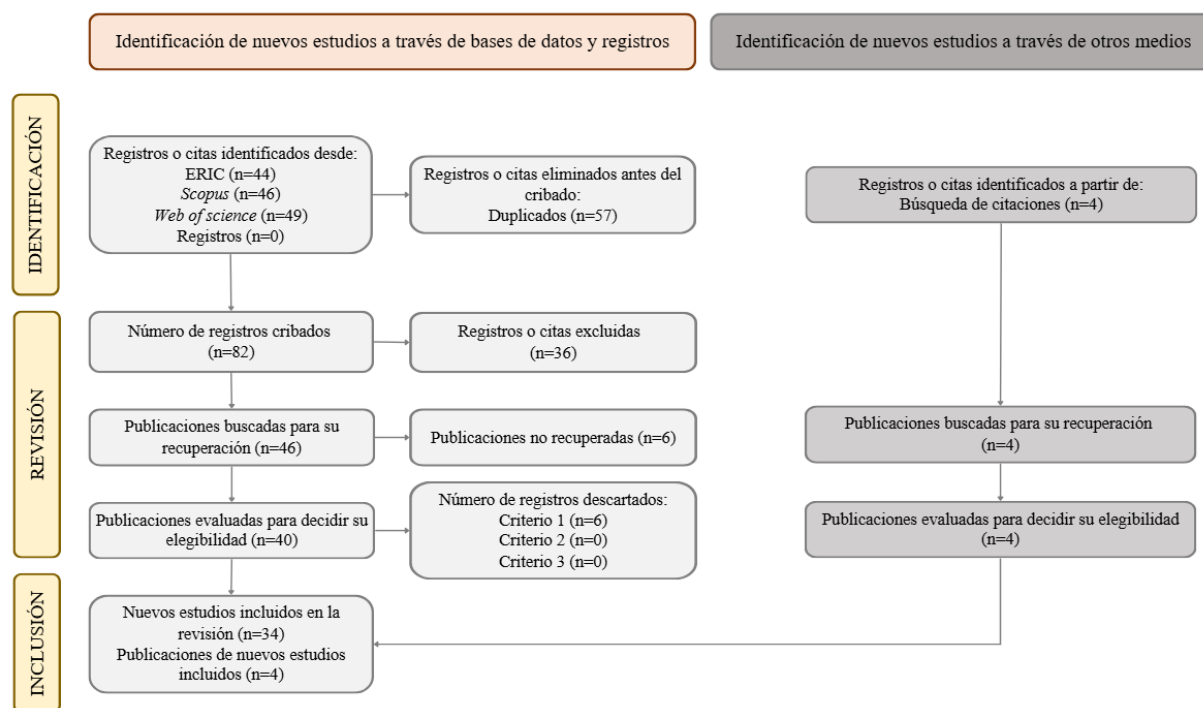 Identificación de nuevos estudios a través de bases de datos y registros
Identificación de nuevos estudios a través de otros medios
IDENTIFICACIÓN
Registros o citas identificados desde:
ERIC (n=44)
Scopus (n=46)
Web of science (n=49)
Registros (n=0)
Registros o citas eliminados antes del
cribado:
Duplicados (n=57)
Registros o citas identificados a partir de:
Búsqueda de citaciones (n=4)
REVISIÓN
Número de registros cribados
(n=82)
Registros o citas excluidas
(n=36)
Publicaciones buscadas para su
recuperación (n=46)
Publicaciones no recuperadas (n=6)
Publicaciones buscadas para su recuperación
(n=4)
Publicaciones evaluadas para decidir su
elegibilidad (n=40)
Número de registros descartados:
Criterio 1 (n=6)
Criterio 2 (n=0)
Criterio 3 (n=0)
Publicaciones evaluadas para decidir su elegibilidad
(n=4)
INCLUSIÓN
Nuevos estudios incluidos en la
revisión (n=34)
Publicaciones de nuevos estudios
incluidos (n=4)